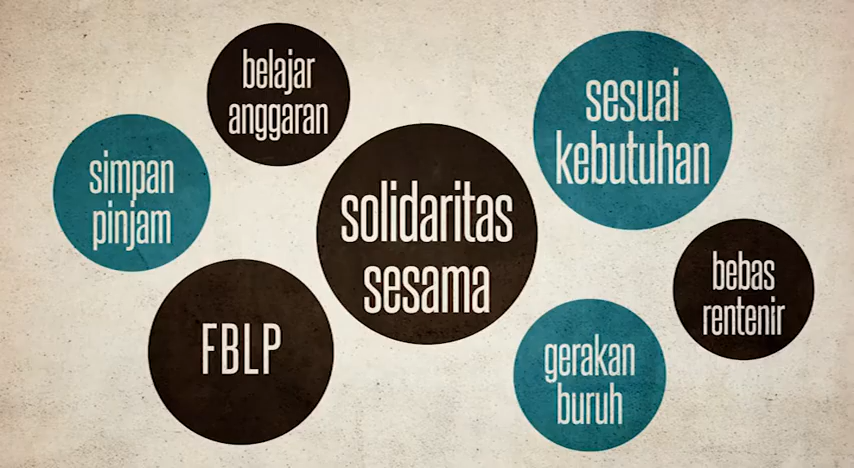 belajar
anggaran
sesuai
kebutuhan
simpan
pinjam
solidaritas
sesama
bebas
rentenir
FBLP
gerakan
buruh